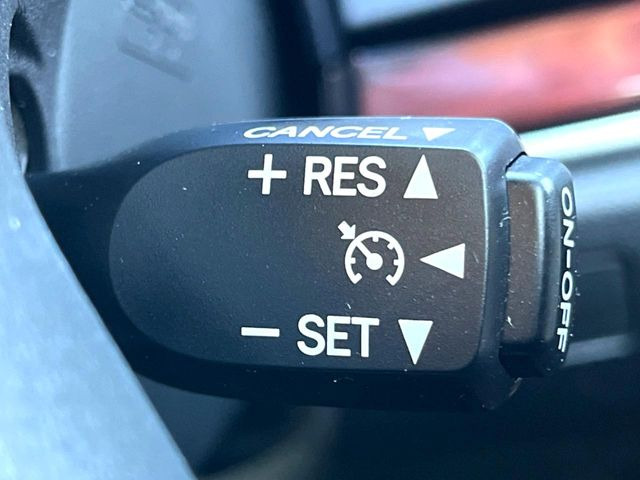 CANCEL ▼
+ RES ▲
◀
− SET ▼
ON-OFF